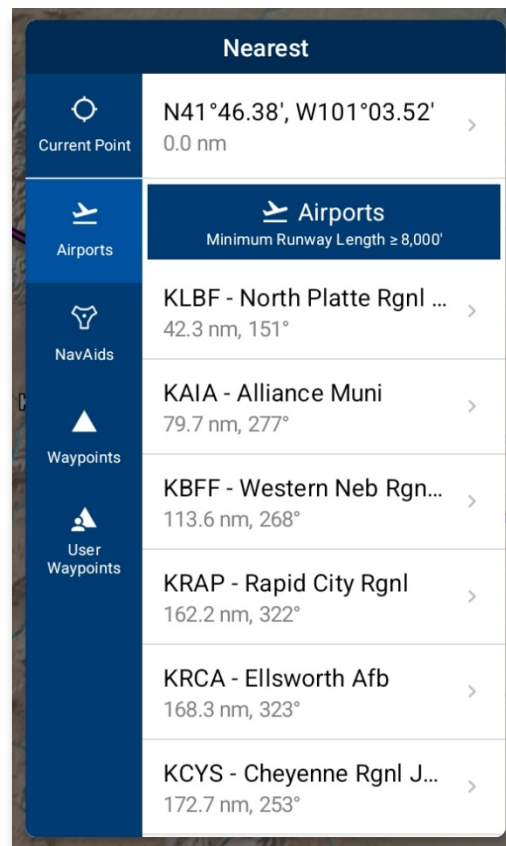 Nearest
Current Point
N41°46.38', W101°03.52'
0.0 nm
Airports
Airports
Minimum Runway Length ≥ 8,000'
KLBF - North Platte Rgnl ...
42.3 nm, 151°
NavAids
KAIA - Alliance Muni
79.7 nm, 277°
Waypoints
KBFF - Western Neb Rgn...
113.6 nm, 268°
User
Waypoints
KRAP - Rapid City Rgnl
162.2 nm, 322°
KRCA - Ellsworth Afb
168.3 nm, 323°
KCYS - Cheyenne Rgnl J...
172.7 nm, 253°